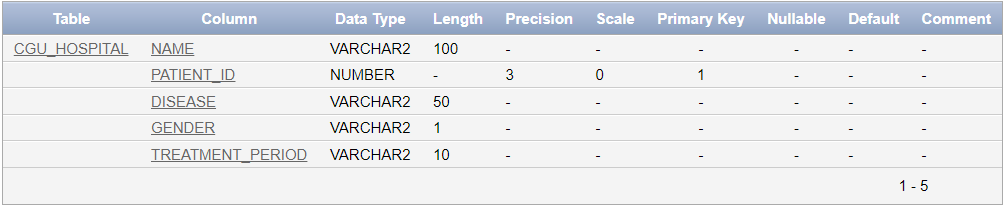 Table Column Data Type Length Precision Scale Primary Key Nullable Default Comment
CGU_HOSPITAL NAME VARCHAR2 100 - - - - - -
PATIENT_ID NUMBER - 3 0 1 - - -
DISEASE VARCHAR2 50 - - - - - -
GENDER VARCHAR2 1 - - - - - -
TREATMENT_PERIOD VARCHAR2 10 - - - - - -
1 - 5